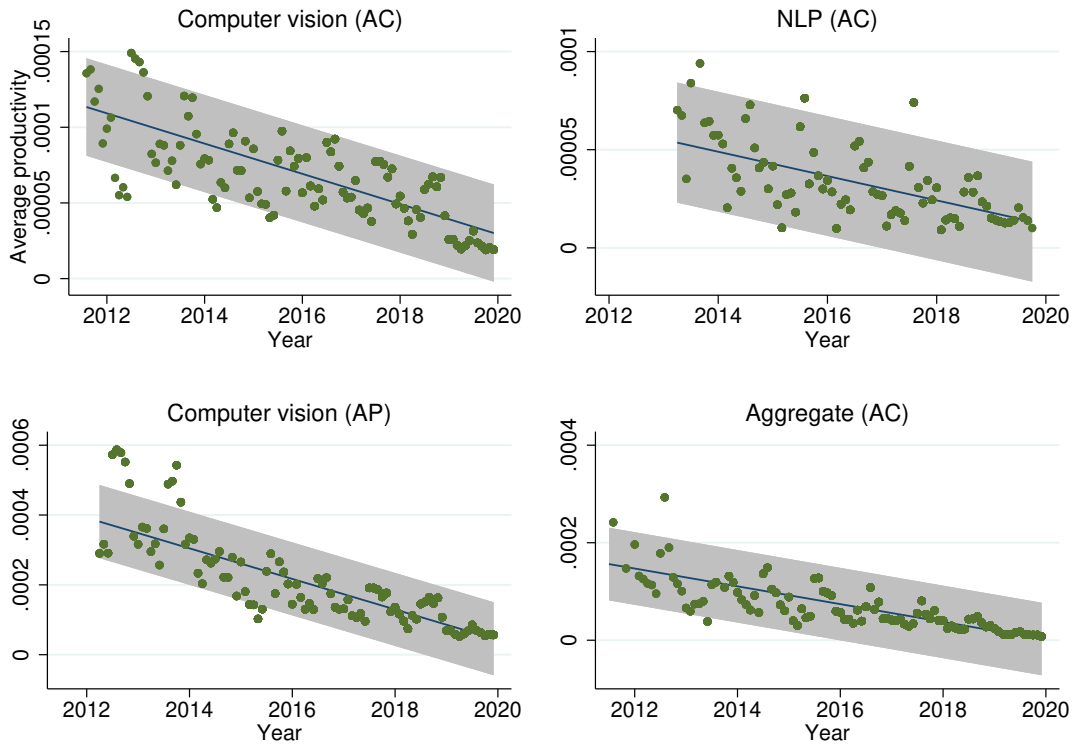 Computer vision (AC)
Average productivity
.00015
.0001
.00005
0
2012 2014 2016 2018 2020
Year
NLP (AC)
.0001
.00005
0
2012 2014 2016 2018 2020
Year
Computer vision (AP)
.0006
.0004
.0002
0
2012 2014 2016 2018 2020
Year
Aggregate (AC)
.0004
.0002
0
2012 2014 2016 2018 2020
Year